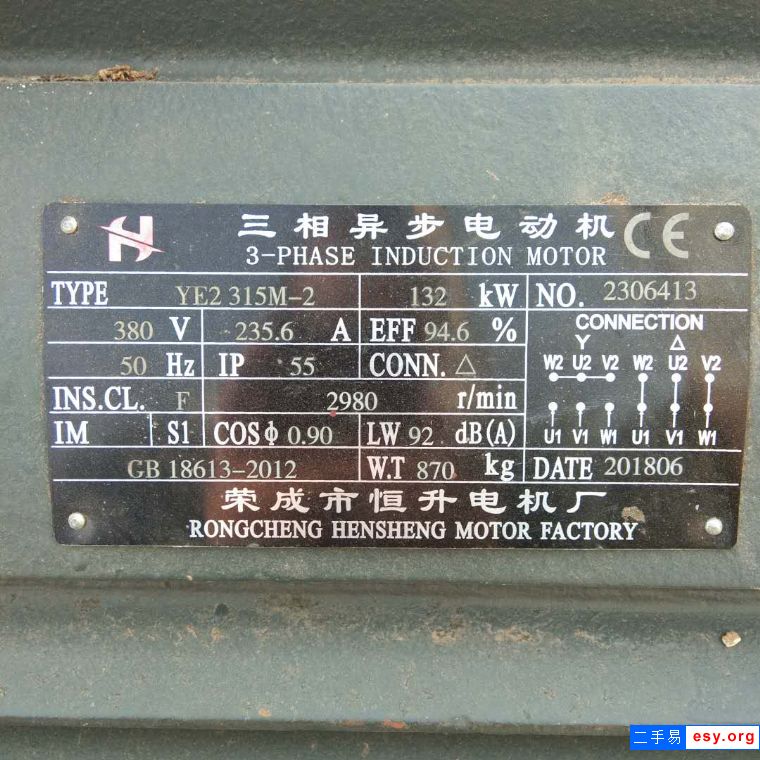 三相异步电动机 CE
3-PHASE INDUCTION MOTOR
TYPE YE2 315M-2 132 kW NO. 2306413
380 V 235.6 A EFF 94.6 % CONNECTION
Y △
50 Hz IP 55 CONN. △
W2 U2 V2 W2 U2 V2
INS.CL. F 2980 r/min
IM S1 COSφ 0.90 LW 92 dB(A)
U1 V1 W1 U1 V1 W1
GB 18613-2012 W.T 870 kg DATE 201806
荣成市恒升电机厂
RONGCHENG HENSHENG MOTOR FACTORY
二手易 esy.org